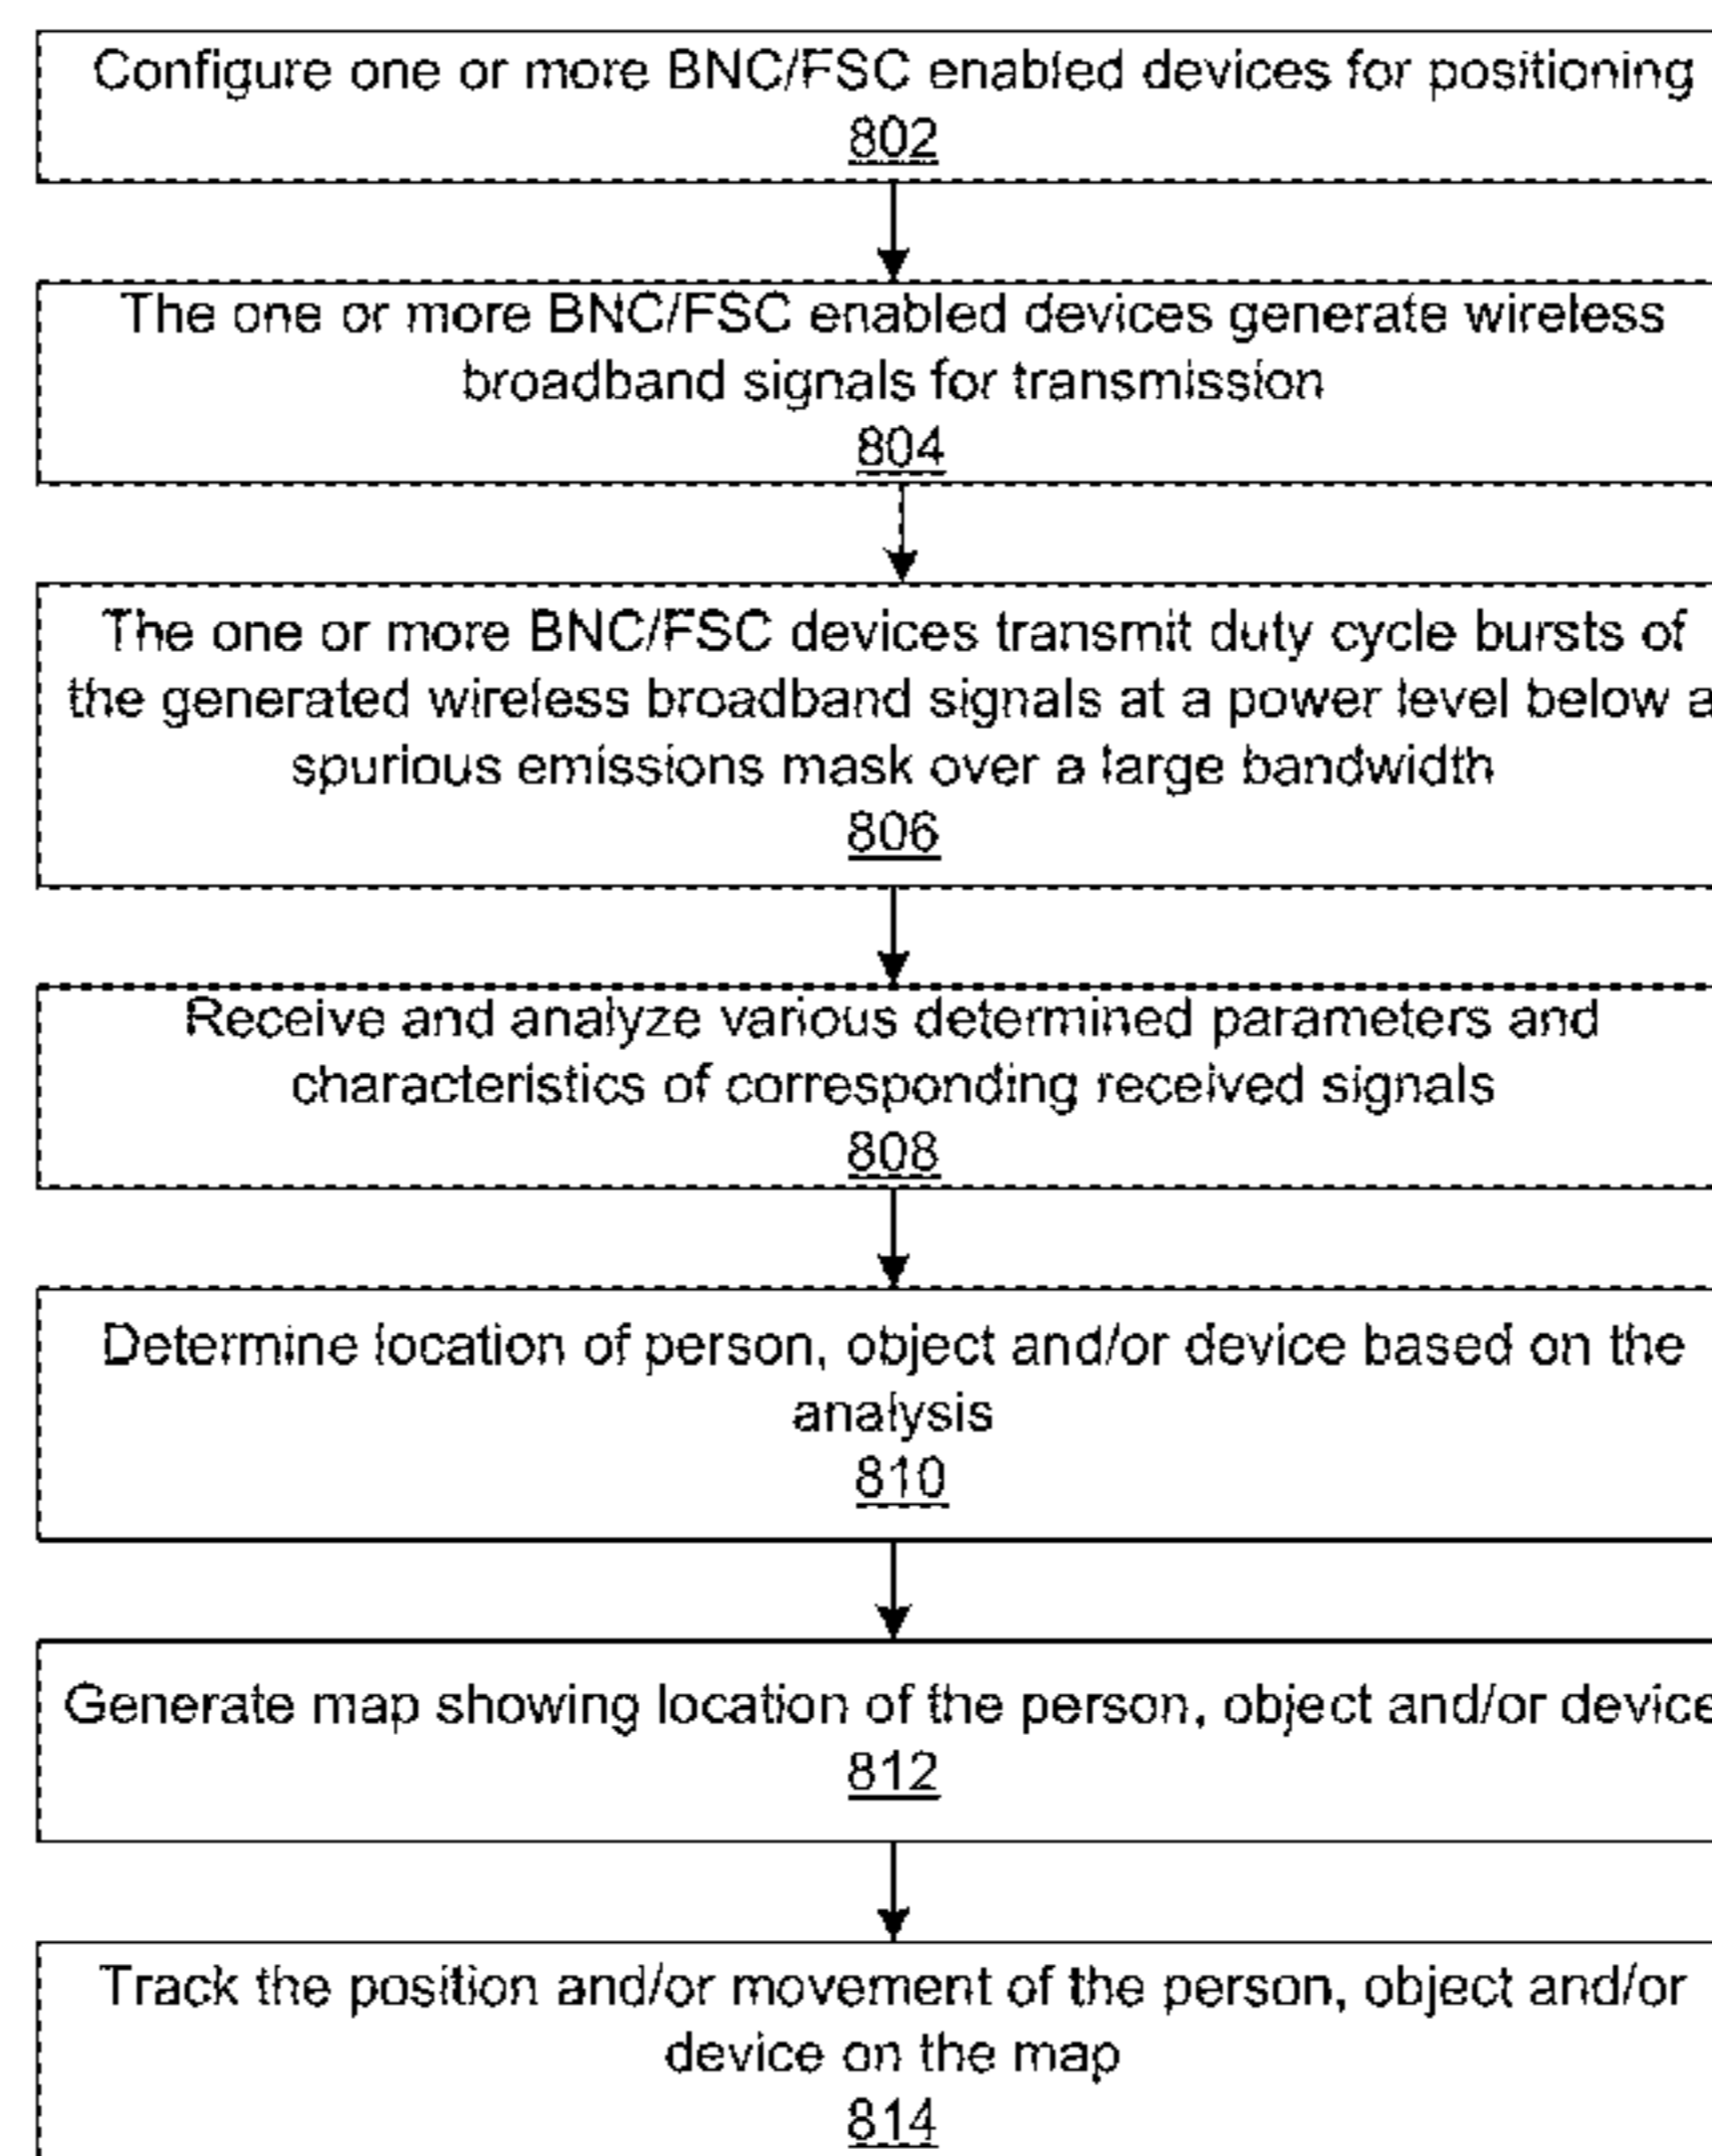 Configure one or more BNC/FSC enabled devices for positioning
802
The one or more BNC/FSC enabled devices generate wireless
broadband signals for transmission
804
The one or more BNC/FSC devices transmit duty cycle bursts of
the generated wireless broadband signals at a power level below a
spurious emissions mask over a large bandwidth
806
Receive and analyze various determined parameters and
characteristics of corresponding received signals
808
Determine location of person, object and/or device based on the
analysis
810
Generate map showing location of the person, object and/or device
812
Track the position and/or movement of the person, object and/or
device on the map
814